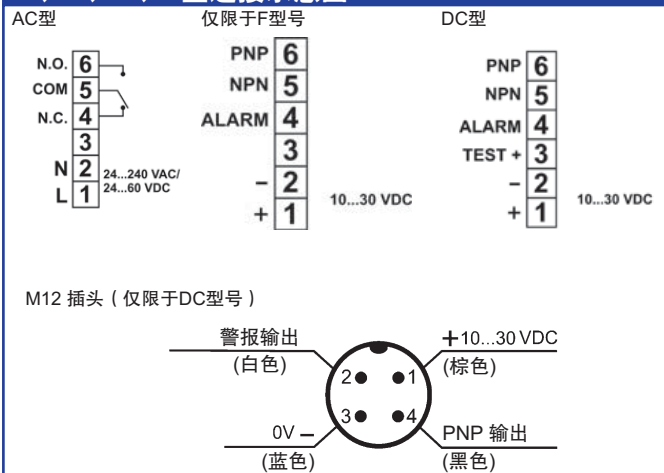 AC型
N.O. 6
COM 5
N.C. 4
3
N 2 24...240 VAC/
L 1 24...60 VDC
仅限于F型号
PNP 6
NPN 5
ALARM 4
3
– 2
+ 1 10...30 VDC
DC型
PNP 6
NPN 5
ALARM 4
TEST + 3
– 2
+ 1 10...30 VDC
M12 插头（仅限于DC型号）
警报输出
(白色)
+10...30 VDC
(棕色)
2 1
3 4
0V –
(蓝色)
PNP 输出
(黑色)